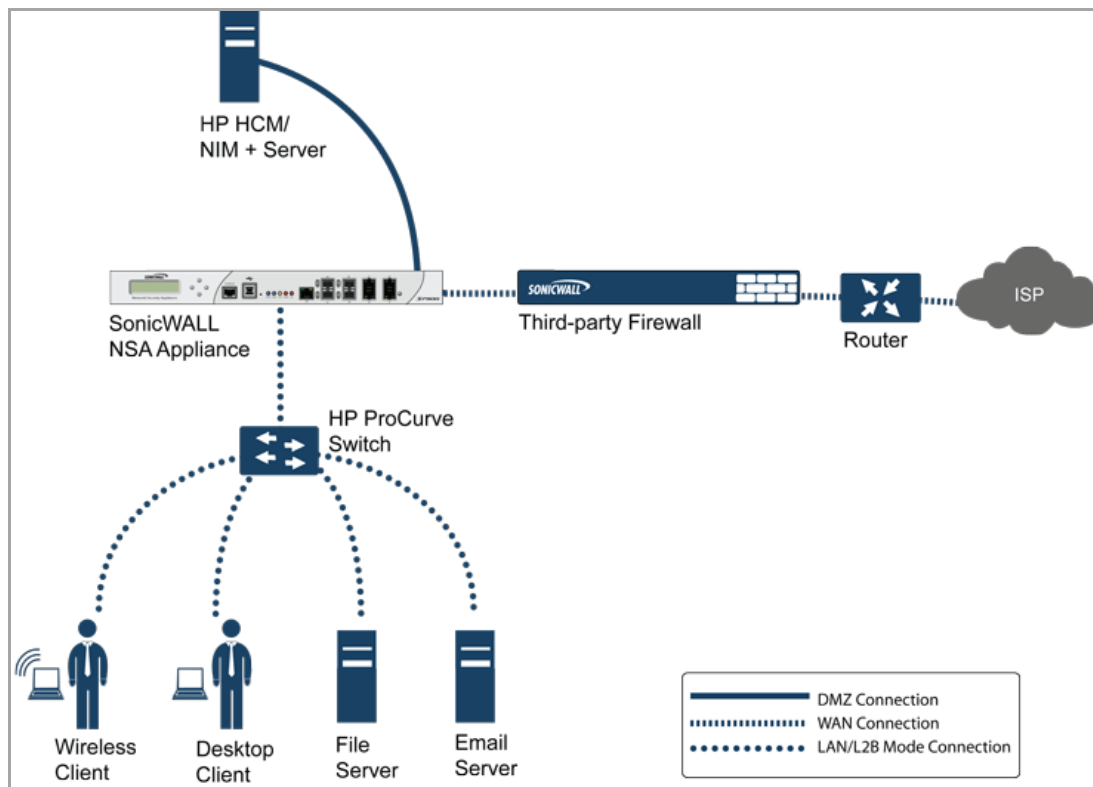 HP HCM/
NIM + Server
SONICWALL
SonicWALL
NSA Appliance
SONICWALL
Third-party Firewall
Router
ISP
HP ProCurve
Switch
Wireless
Client
Desktop
Client
File
Server
Email
Server
DMZ Connection
WAN Connection
LAN/L2B Mode Connection